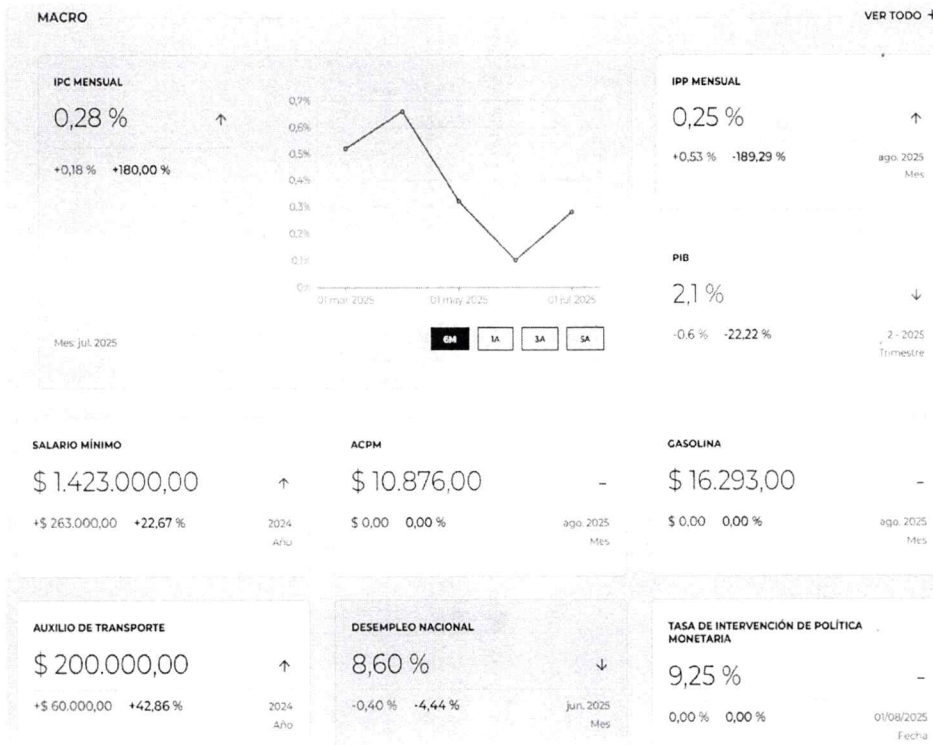 MACRO
VER TODO +
IPC MENSUAL
0,28 %
↑
+0,18 % +180,00 %
0,7%
0,6%
0,5%
0,4%
0,3%
0,2%
0,1%
0%
01 mar 2025 01 may 2025 01 jul 2025
Mes: jul. 2025
6M 1A 3A 5A
IPP MENSUAL
0,25 %
↑
+0,53 % -189,29 %
ago. 2025
Mes
PIB
2,1 %
↓
-0,6 % -22,22 %
2 - 2025
Trimestre
SALARIO MÍNIMO
$ 1.423.000,00
↑
+$ 263.000,00 +22,67 %
2024
Año
ACPM
$ 10.876,00
–
$ 0,00 0,00 %
ago. 2025
Mes
GASOLINA
$ 16.293,00
–
$ 0,00 0,00 %
ago. 2025
Mes
AUXILIO DE TRANSPORTE
$ 200.000,00
↑
+$ 60.000,00 +42,86 %
2024
Año
DESEMPLEO NACIONAL
8,60 %
↓
-0,40 % -4,44 %
jun. 2025
Mes
TASA DE INTERVENCIÓN DE POLÍTICA
MONETARIA
9,25 %
–
0,00 % 0,00 %
01/08/2025
Fecha